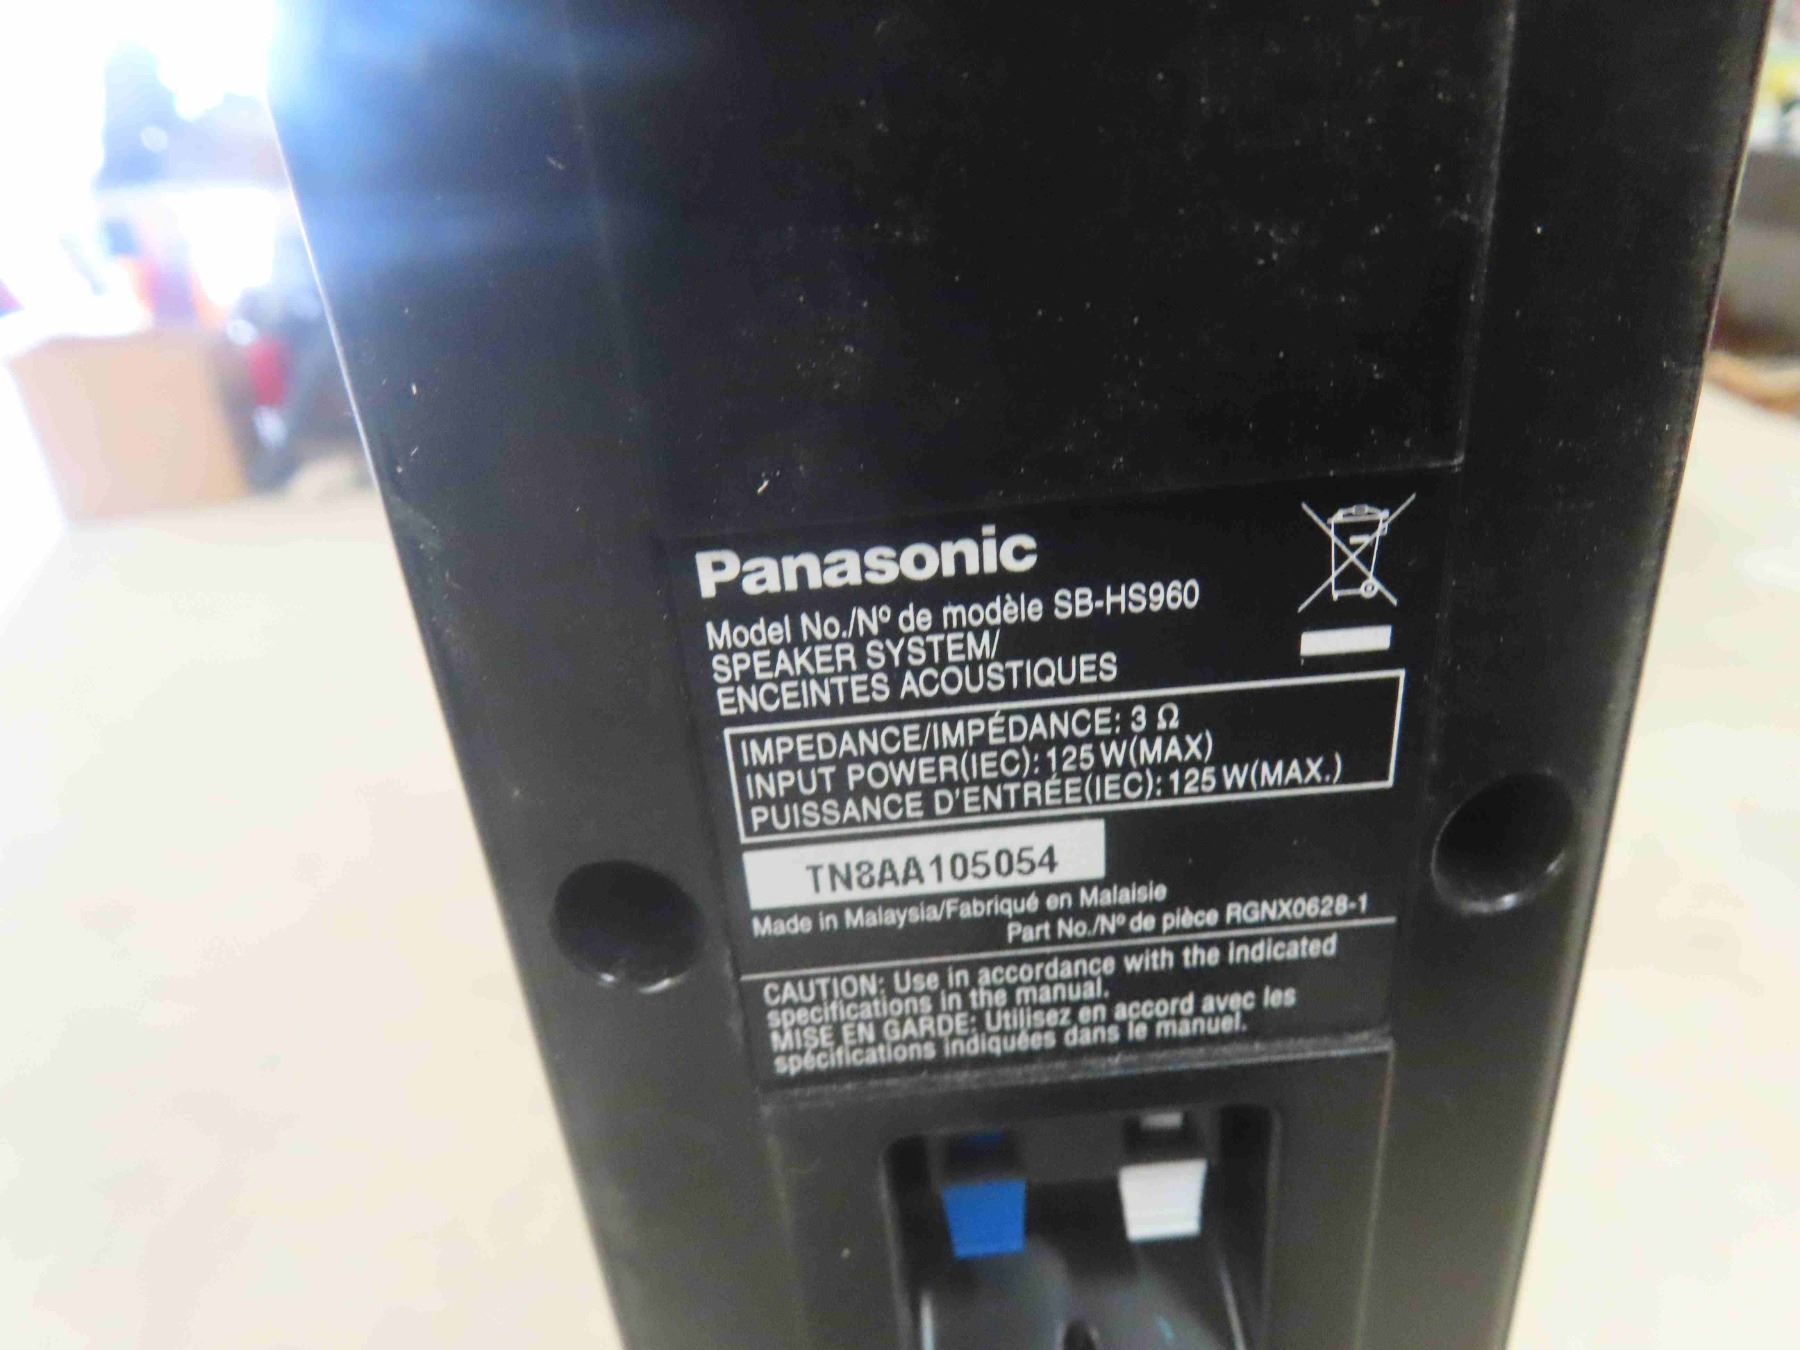 Panasonic
Model No./Nº de modèle SB-HS960
SPEAKER SYSTEM/
ENCEINTES ACOUSTIQUES
IMPEDANCE/IMPÉDANCE: 3 Ω
INPUT POWER(IEC): 125 W(MAX)
PUISSANCE D'ENTRÉE(IEC): 125 W(MAX.)
TN8AA105054
Made in Malaysia/Fabriqué en Malaisie
Part No./Nº de pièce RGNX0628-1
CAUTION: Use in accordance with the indicated
specifications in the manual.
MISE EN GARDE: Utilisez en accord avec les
spécifications indiquées dans le manuel.